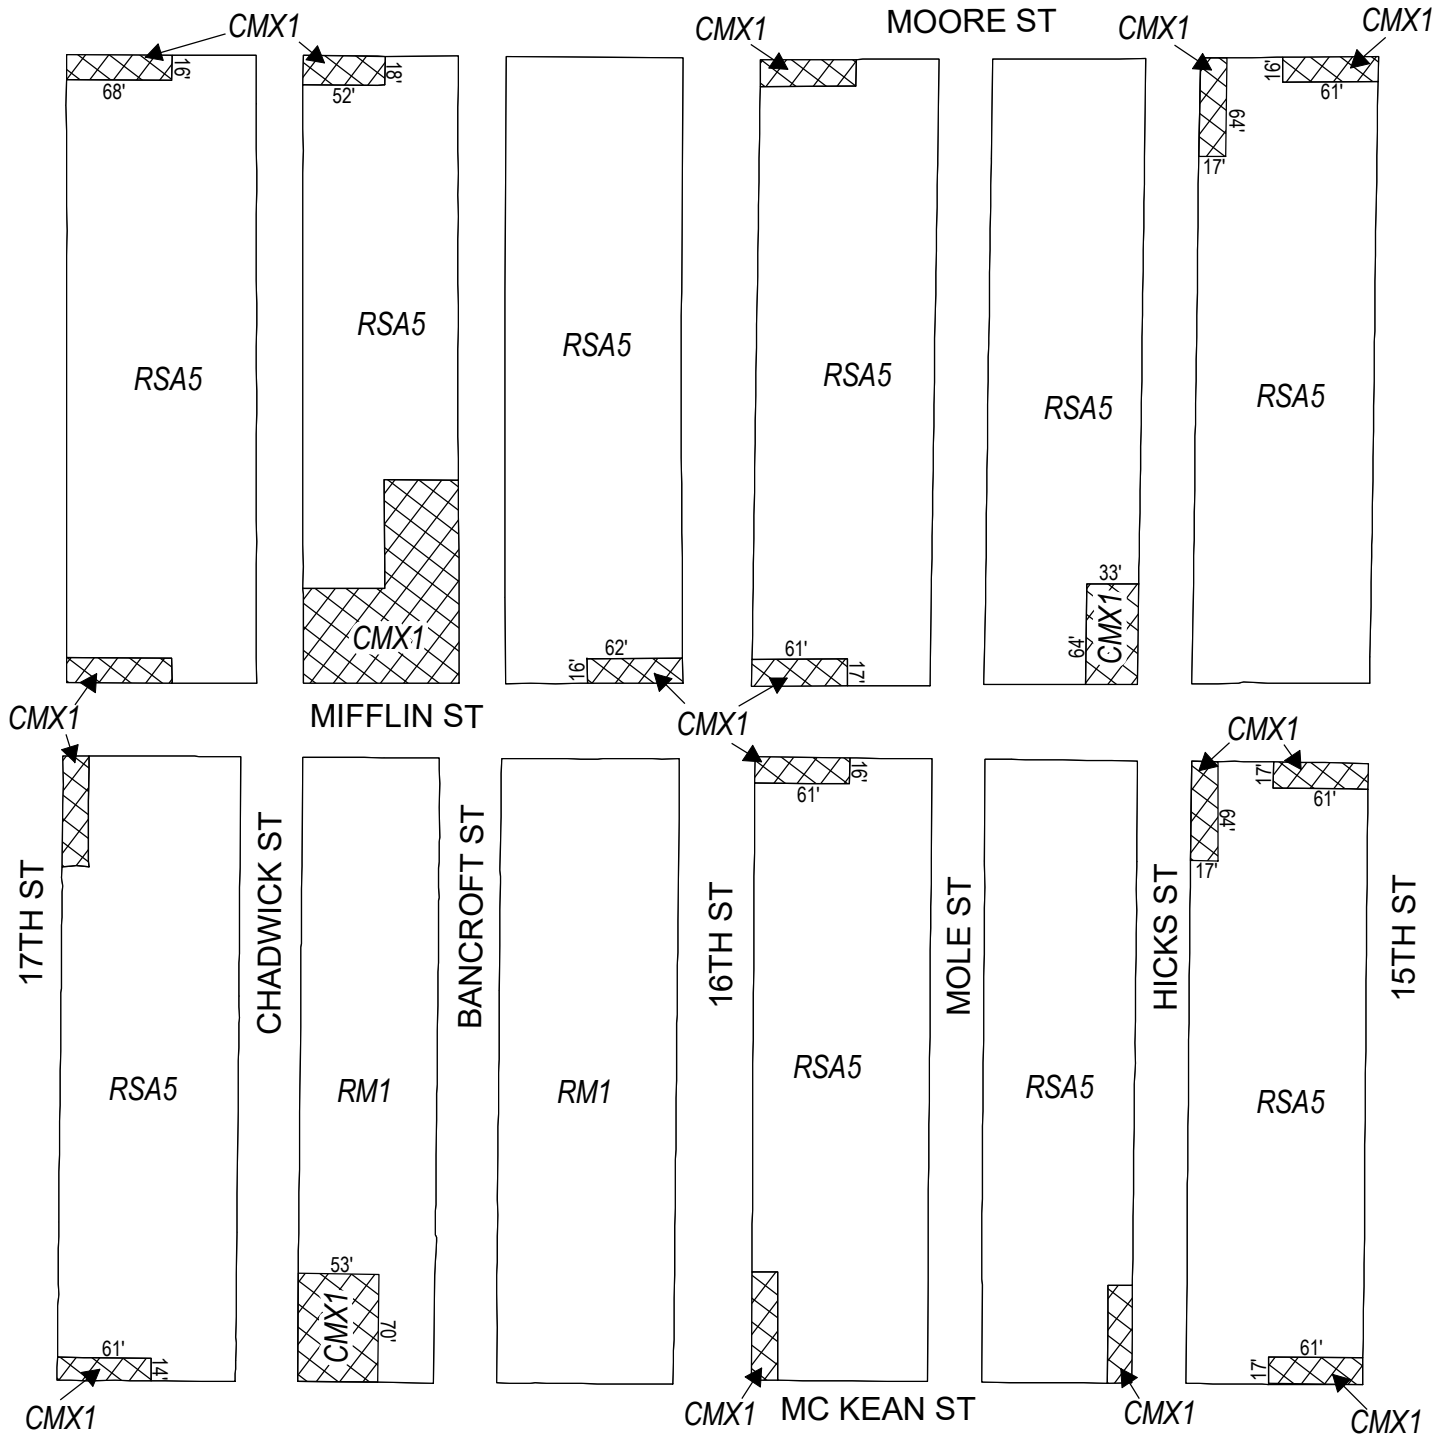 MOORE ST
CMX1
CMX1
CMX1
CMX1
16'
68'
18'
52'
16'
61'
64'
17'
RSA5
RSA5
RSA5
RSA5
RSA5
RSA5
CMX1
33'
CMX1
64'
62'
16'
61'
17'
CMX1
MIFFLIN ST
CMX1
CMX1
16'
61'
17'
61'
64'
17'
17TH ST
CHADWICK ST
BANCROFT ST
16TH ST
MOLE ST
HICKS ST
15TH ST
RSA5
RM1
RM1
RSA5
RSA5
RSA5
53'
CMX1
70'
61'
14'
61'
17'
CMX1
CMX1
MC KEAN ST
CMX1
CMX1